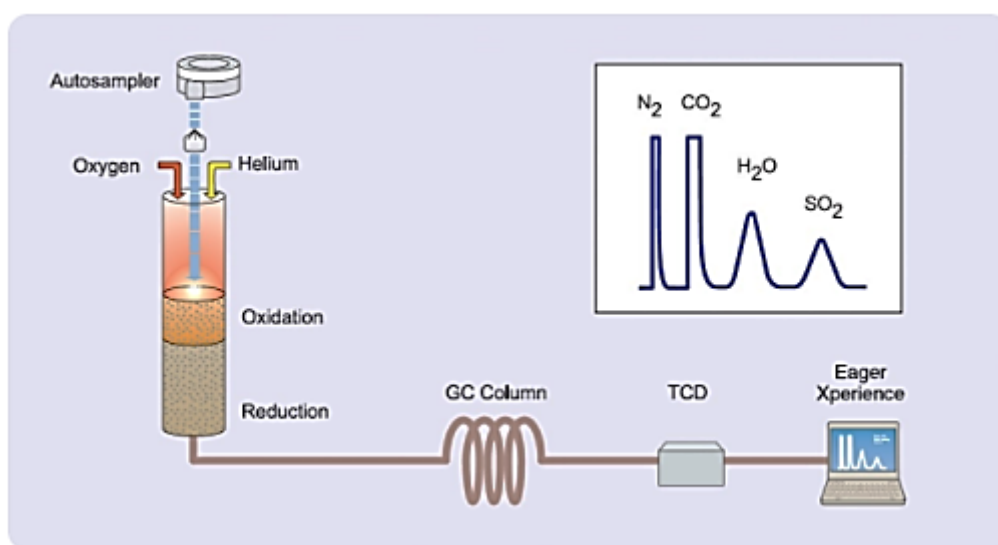 Autosampler
Oxygen
Helium
Oxidation
Reduction
N2
CO2
H2O
SO2
GC Column
TCD
Eager
Xperience